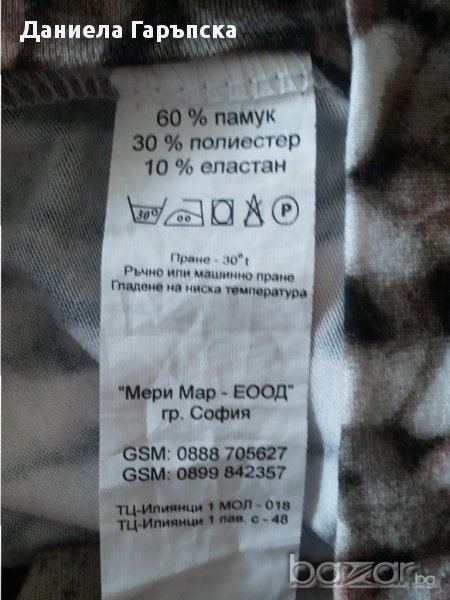 Даниела Гаръпска
60 % памук
30 % полиестер
10 % еластан
30° P
Пране - 30° t
Ръчно или машинно пране
Гладене на ниска температура
"Мери Мар - ЕООД"
гр. София
GSM: 0888 705627
GSM: 0899 842357
ТЦ-Илиянци 1 МОЛ - 018
ТЦ-Илиянци 1 пав. с - 48
bazar.bg